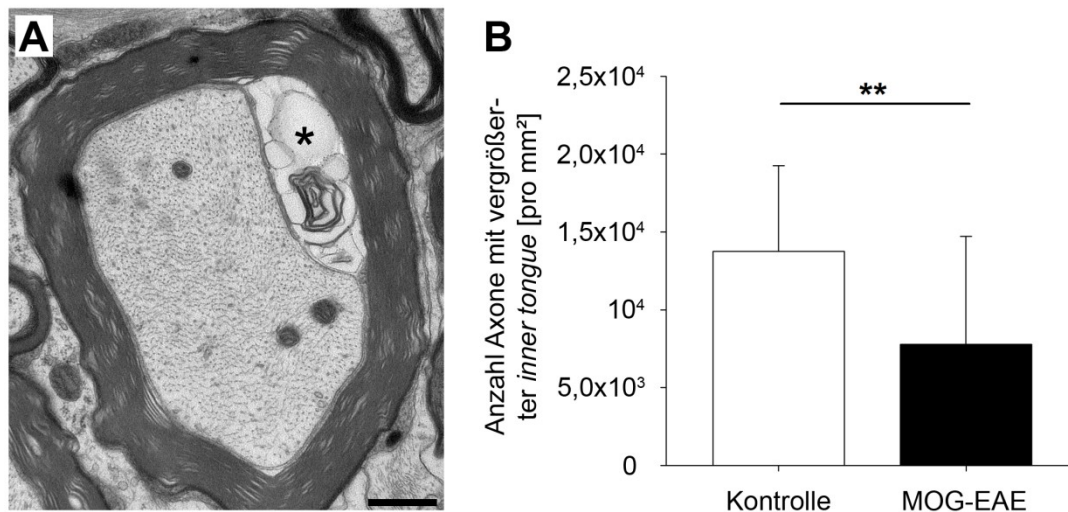 A
*
B
Anzahl Axone mit vergrößer-
ter inner tongue [pro mm²]
2,5x10⁴
**
2,0x10⁴
1,5x10⁴
10⁴
5,0x10³
0
Kontrolle MOG-EAE